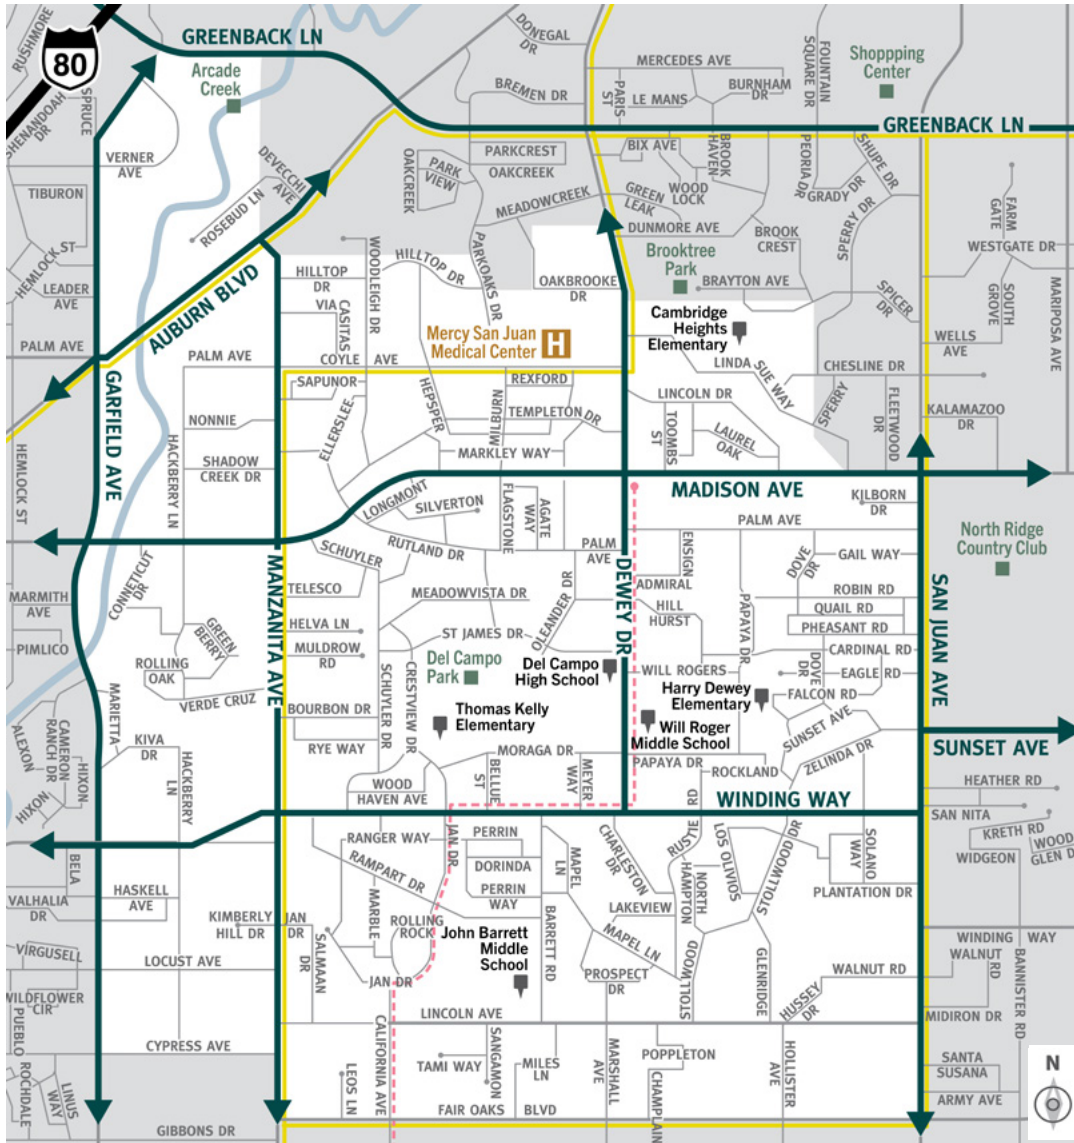 RUSHMORE
80
SHENANDOAH
DR
SPRUCE
GREENBACK LN
Arcade
Creek
DONEGAL
DR
MERCEDES AVE
FOUNTAIN
SQUARE DR
Shoppping
Center
BREMEN DR
PARIS
ST
LE MANS
BURNHAM
DR
GREENBACK LN
VERNER
AVE
DEVECCHI
AVE
OAKCREEK
PARK
VIEW
PARKCREST
OAKCREEK
BIX AVE
BROOK
HAVEN
PEORIA DR
SHUPE DR
TIBURON
ROSEBUD LN
MEADOWCREEK
GREEN
LEAK
WOOD
LOCK
GRADY DR
FARM
GATE
HEMLOCK ST
WOODLEIGH DR
HILLTOP DR
PARKOAKS DR
DUNMORE AVE
BROOK
CREST
SPERRY DR
WESTGATE DR
Brooktree
Park
LEADER
AVE
AUBURN BLVD
HILLTOP
DR
OAKBROOKE
DR
BRAYTON AVE
SPICER
DR
SOUTH
GROVE
MARIPOSA AVE
VIA
CASITAS
Mercy San Juan
Medical Center
H
Cambridge
Heights
Elementary
WELLS
AVE
PALM AVE
PALM AVE
COYLE AVE
LINDA
SUE WAY
CHESLINE DR
GARFIELD AVE
SAPUNOR
HEPSPER
REXFORD
MILBURN
LINCOLN DR
SPERRY
FLEETWOOD
DR
KALAMAZOO
DR
NONNIE
ELLERSLEE
TEMPLETON DR
TOOMBS
ST
LAUREL
OAK
HEMLOCK ST
HACKBERRY LN
SHADOW
CREEK DR
MARKLEY WAY
MADISON AVE
LONGMONT
SILVERTON
FLAGSTONE
AGATE
WAY
KILBORN
DR
North Ridge
Country Club
PALM AVE
SCHUYLER
RUTLAND DR
PALM
AVE
ENSIGN
DOVE
DR
GAIL WAY
CONNETICUT
DR
MANZANITA AVE
DEWEY DR
SAN JUAN AVE
MARMITH
AVE
TELESCO
MEADOWVISTA DR
OLEANDER DR
ADMIRAL
PAPAYA DR
ROBIN RD
HILL
HURST
QUAIL RD
GREEN
BERRY
HELVA LN
ST JAMES DR
PHEASANT RD
PIMLICO
MULDROW
RD
CARDINAL RD
ROLLING
OAK
SCHUYLER DR
CRESTVIEW DR
Del Campo
Park
Del Campo
High School
WILL ROGERS
DOVE
DR
EAGLE RD
VERDE CRUZ
Harry Dewey
Elementary
FALCON RD
ALEXON
CAMERON
RANCH DR
HIXON
MARIETTA
BOURBON DR
Thomas Kelly
Elementary
Will Roger
Middle School
SUNSET AVE
SUNSET AVE
KIVA
DR
RYE WAY
MORAGA DR
PAPAYA DR
ZELINDA DR
HACKBERRY
LN
WOOD
HAVEN AVE
BELLUE
ST
MEYER
WAY
ROCKLAND
HEATHER RD
HIXON
WINDING WAY
SAN NITA
RANGER WAY
JAN DR
PERRIN
CHARLESTON
DR
RUSTLE
RD
LOS OLIVIOS
STOLLWOOD DR
SOLANO
WAY
KRETH RD
WIDGEON
WOOD
GLEN DR
BELA
RAMPART DR
DORINDA
MAPEL
LN
HASKELL
AVE
MARBLE
PERRIN
WAY
NORTH
HAMPTON
PLANTATION DR
VALHALIA
DR
KIMBERLY
HILL DR
JAN
DR
ROLLING
ROCK
LAKEVIEW
SALMAAN
DR
John Barrett
Middle
School
BARRETT RD
MAPEL LN
WINDING WAY
VIRGUSELL
LOCUST AVE
STOLLWOOD
GLENRIDGE
WALNUT RD
WALNUT
RD
BANNISTER RD
JAN DR
PROSPECT
DR
HUSSEY
DR
WILDFLOWER
CIR
PUEBLO
CALIFORNIA AVE
LINCOLN AVE
MIDIRON DR
CYPRESS AVE
SANGAMON
TAMI WAY
MILES
LN
MARSHALL
AVE
POPPLETON
HOLLISTER
AVE
SANTA
SUSANA
N
ROCHDALE
LINUS
WAY
LEOS LN
CHAMPLAIN
ARMY AVE
FAIR OAKS BLVD
GIBBONS DR